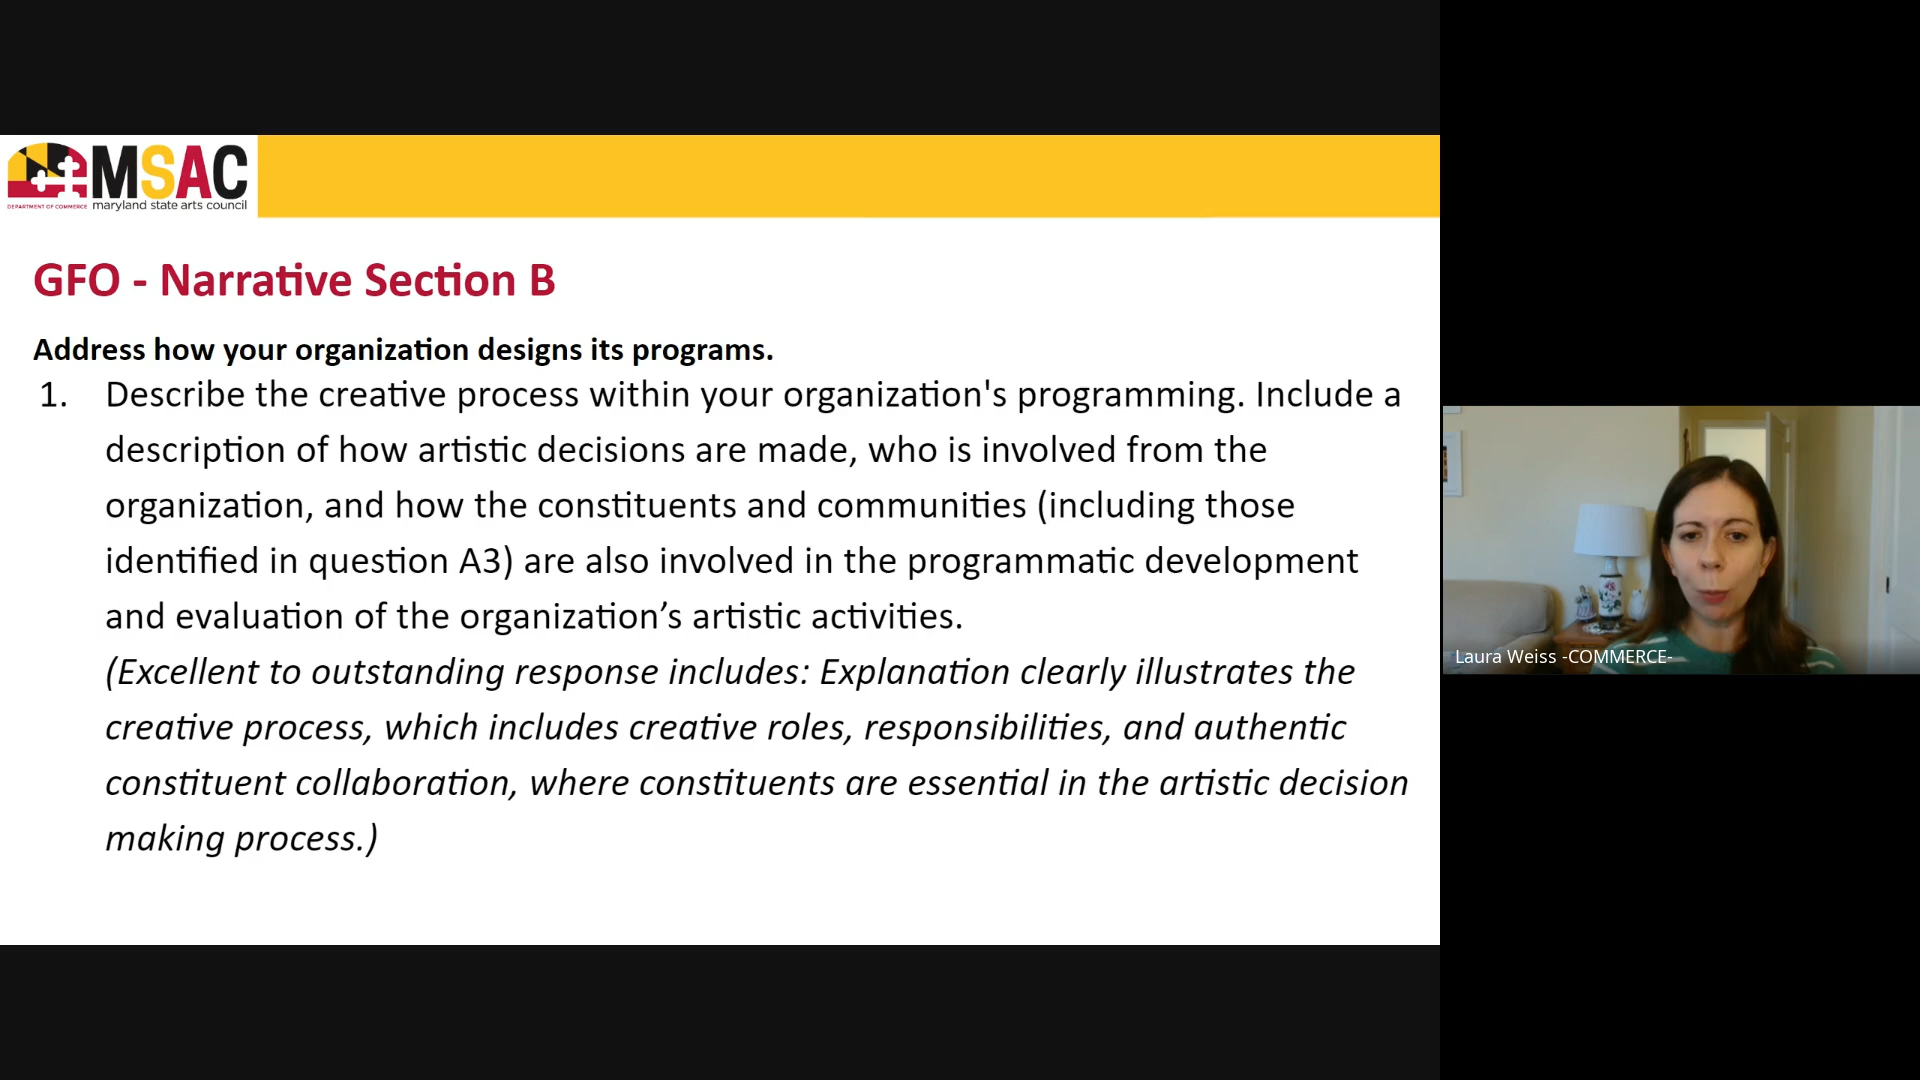 MSAC
DEPARTMENT OF COMMERCE maryland state arts council
GFO - Narrative Section B
Address how your organization designs its programs.
1. Describe the creative process within your organization's programming. Include a
description of how artistic decisions are made, who is involved from the
organization, and how the constituents and communities (including those
identified in question A3) are also involved in the programmatic development
and evaluation of the organization’s artistic activities.
(Excellent to outstanding response includes: Explanation clearly illustrates the
creative process, which includes creative roles, responsibilities, and authentic
constituent collaboration, where constituents are essential in the artistic decision
making process.)
Laura Weiss -COMMERCE-